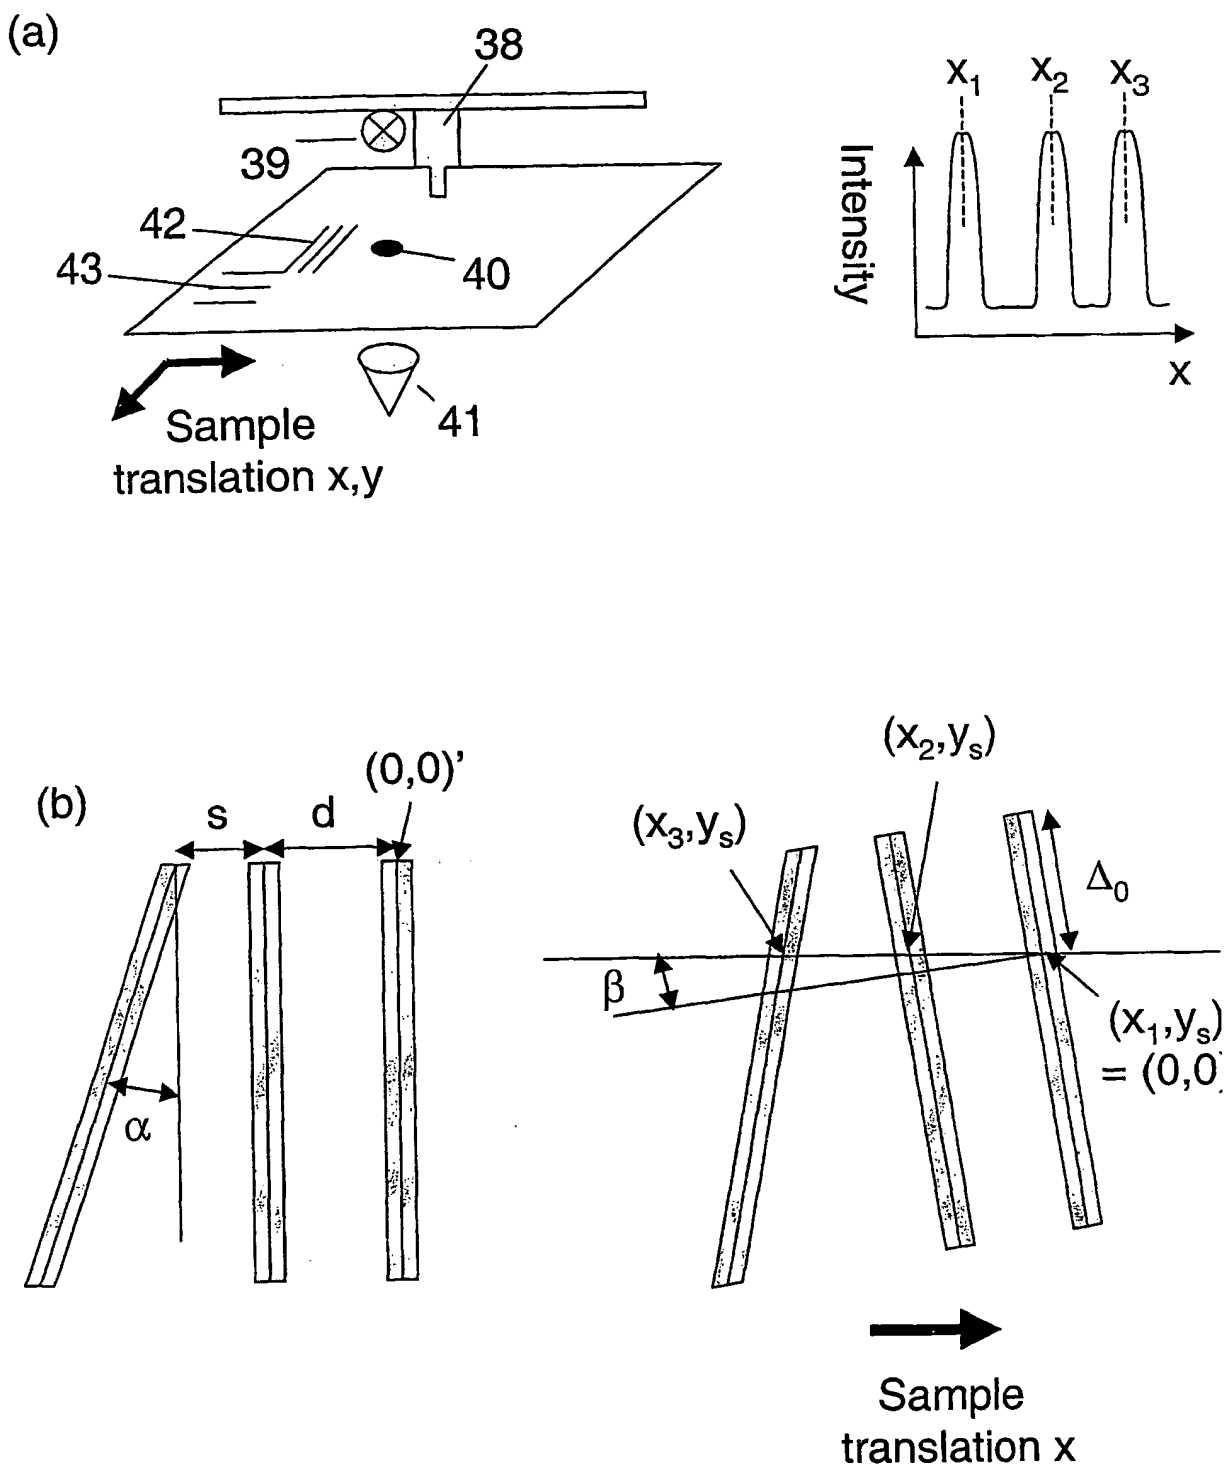 (a)
38
39
42
43
40
41
Sample
translation x,y
x₁ x₂ x₃
Intensity
x
(b)
s
d
(0,0)'
α
(x₂,yₛ)
(x₃,yₛ)
Δ₀
β
(x₁,yₛ)
= (0,0)
Sample
translation x